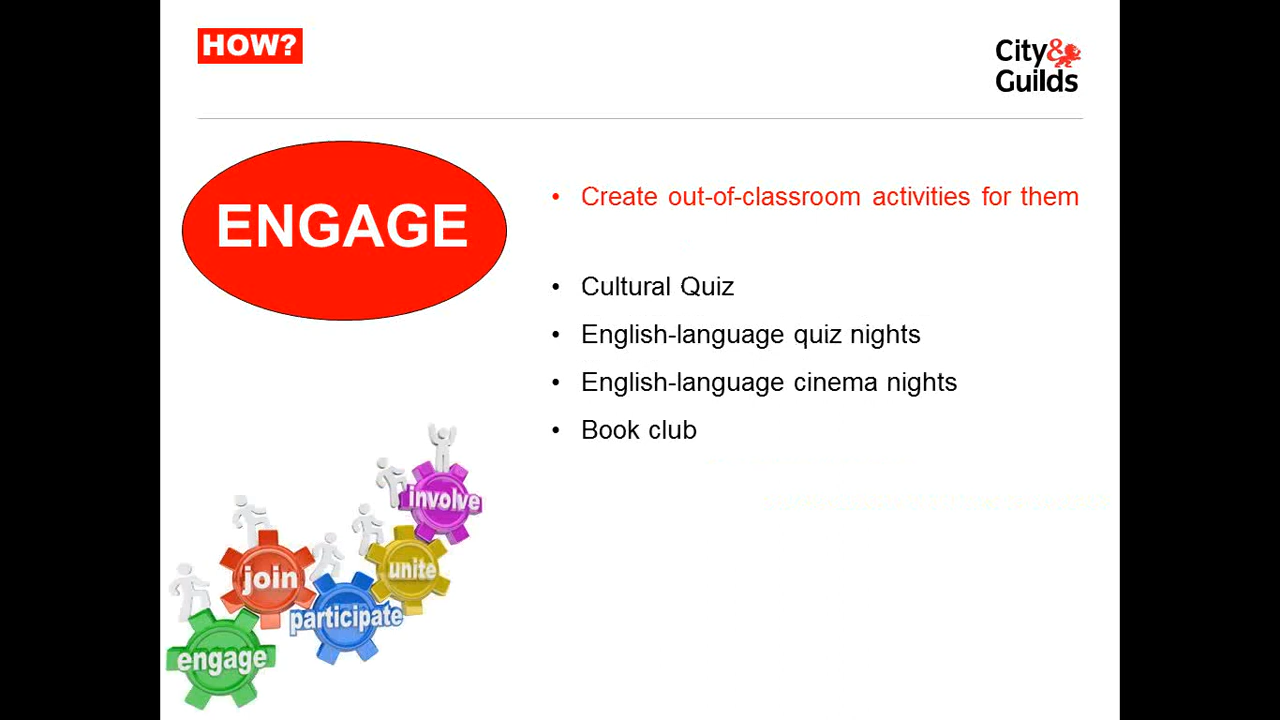 HOW?
City&
Guilds
ENGAGE
• Create out-of-classroom activities for them
• Cultural Quiz
• English-language quiz nights
• English-language cinema nights
• Book club
involve
unite
join
participate
engage